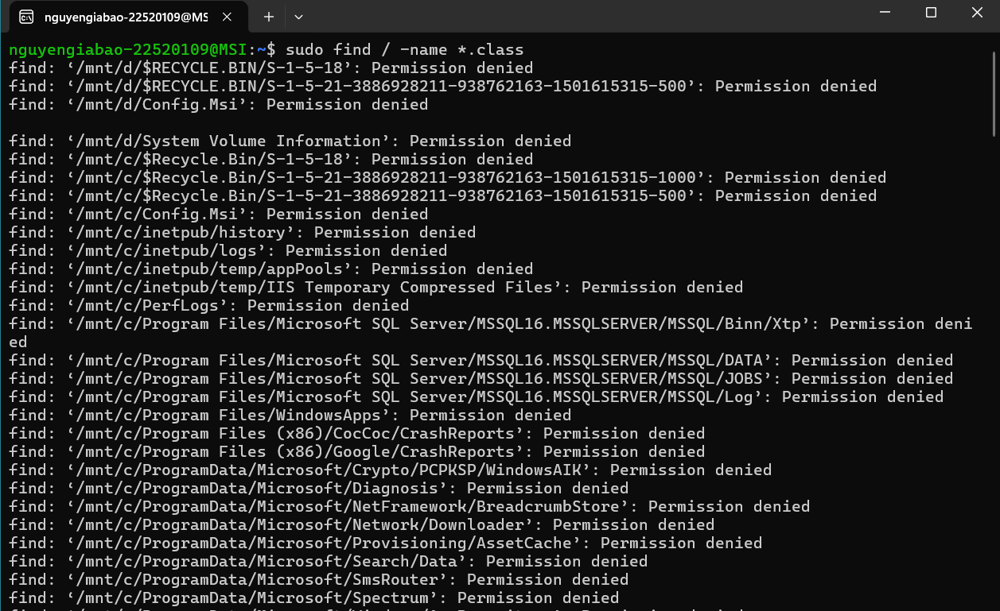 nguyengiabao-22520109@MS
nguyengiabao-22520109@MSI:~$ sudo find / -name *.class
find: ‘/mnt/d/$RECYCLE.BIN/S-1-5-18’: Permission denied
find: ‘/mnt/d/$RECYCLE.BIN/S-1-5-21-3886928211-938762163-1501615315-500’: Permission denied
find: ‘/mnt/d/Config.Msi’: Permission denied
find: ‘/mnt/d/System Volume Information’: Permission denied
find: ‘/mnt/c/$Recycle.Bin/S-1-5-18’: Permission denied
find: ‘/mnt/c/$Recycle.Bin/S-1-5-21-3886928211-938762163-1501615315-1000’: Permission denied
find: ‘/mnt/c/$Recycle.Bin/S-1-5-21-3886928211-938762163-1501615315-500’: Permission denied
find: ‘/mnt/c/Config.Msi’: Permission denied
find: ‘/mnt/c/inetpub/history’: Permission denied
find: ‘/mnt/c/inetpub/logs’: Permission denied
find: ‘/mnt/c/inetpub/temp/appPools’: Permission denied
find: ‘/mnt/c/inetpub/temp/IIS Temporary Compressed Files’: Permission denied
find: ‘/mnt/c/PerfLogs’: Permission denied
find: ‘/mnt/c/Program Files/Microsoft SQL Server/MSSQL16.MSSQLSERVER/MSSQL/Binn/Xtp’: Permission deni
ed
find: ‘/mnt/c/Program Files/Microsoft SQL Server/MSSQL16.MSSQLSERVER/MSSQL/DATA’: Permission denied
find: ‘/mnt/c/Program Files/Microsoft SQL Server/MSSQL16.MSSQLSERVER/MSSQL/JOBS’: Permission denied
find: ‘/mnt/c/Program Files/Microsoft SQL Server/MSSQL16.MSSQLSERVER/MSSQL/Log’: Permission denied
find: ‘/mnt/c/Program Files/WindowsApps’: Permission denied
find: ‘/mnt/c/Program Files (x86)/CocCoc/CrashReports’: Permission denied
find: ‘/mnt/c/Program Files (x86)/Google/CrashReports’: Permission denied
find: ‘/mnt/c/ProgramData/Microsoft/Crypto/PCPKSP/WindowsAIK’: Permission denied
find: ‘/mnt/c/ProgramData/Microsoft/Diagnosis’: Permission denied
find: ‘/mnt/c/ProgramData/Microsoft/NetFramework/BreadcrumbStore’: Permission denied
find: ‘/mnt/c/ProgramData/Microsoft/Network/Downloader’: Permission denied
find: ‘/mnt/c/ProgramData/Microsoft/Provisioning/AssetCache’: Permission denied
find: ‘/mnt/c/ProgramData/Microsoft/Search/Data’: Permission denied
find: ‘/mnt/c/ProgramData/Microsoft/SmsRouter’: Permission denied
find: ‘/mnt/c/ProgramData/Microsoft/Spectrum’: Permission denied